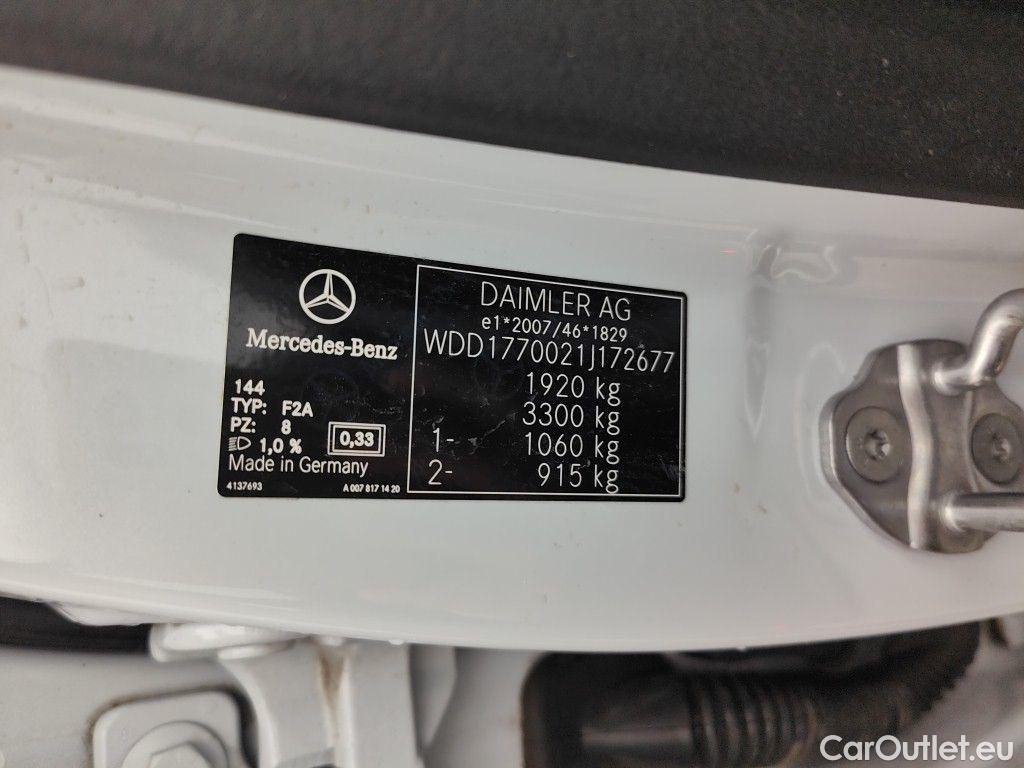 Mercedes-Benz
144
TYP: F2A
PZ: 8
1,0 %
0,33
Made in Germany
4137693
A 007 817 14 20
DAIMLER AG
e1*2007/46*1829
WDD1770021J172677
1920 kg
3300 kg
1- 1060 kg
2- 915 kg
CarOutlet.eu